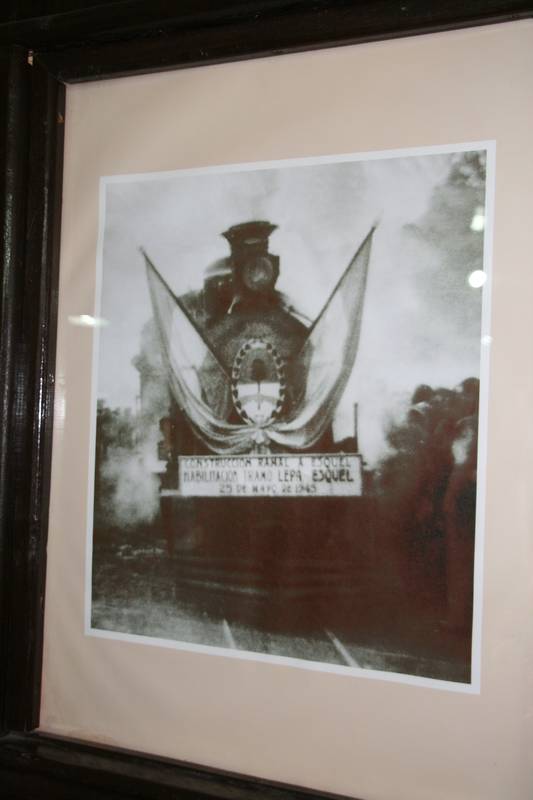 CONSTRUCCION RAMAL A ESQUEL
HABILITACION TRAMO LEPA ESQUEL
25 DE MAYO DE 1945